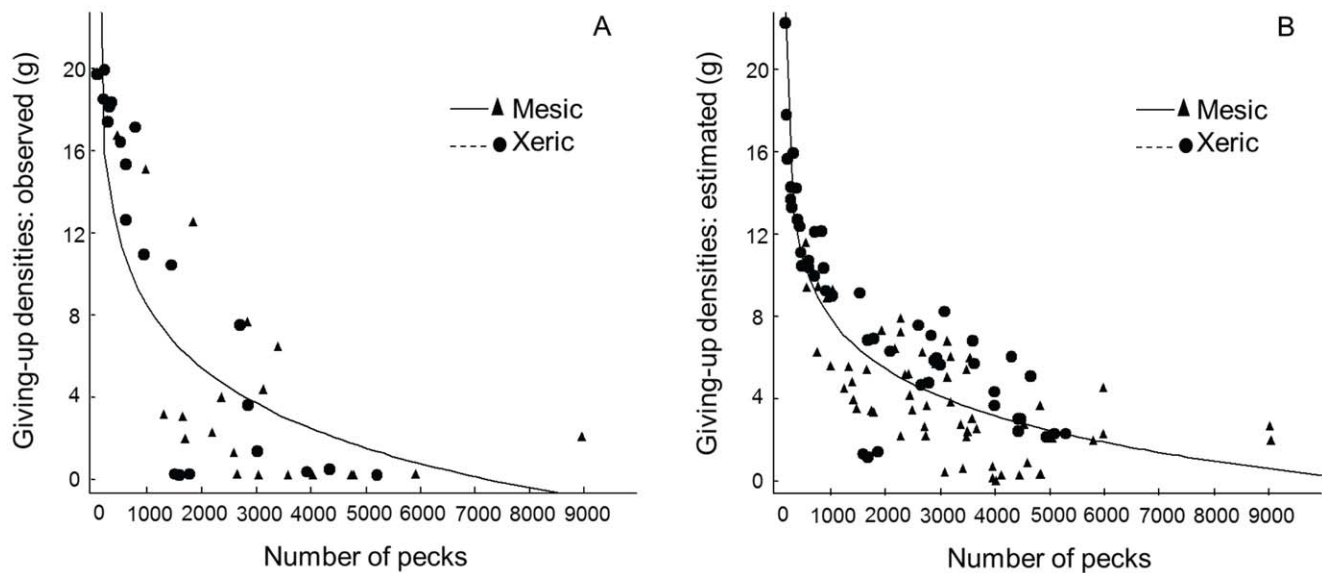 A
Giving-up densities: observed (g)
20
16
12
8
4
0
Mesic
Xeric
0 1000 2000 3000 4000 5000 6000 7000 8000 9000
Number of pecks
B
Giving-up densities: estimated (g)
20
16
12
8
4
0
Mesic
Xeric
0 1000 2000 3000 4000 5000 6000 7000 8000 9000
Number of pecks